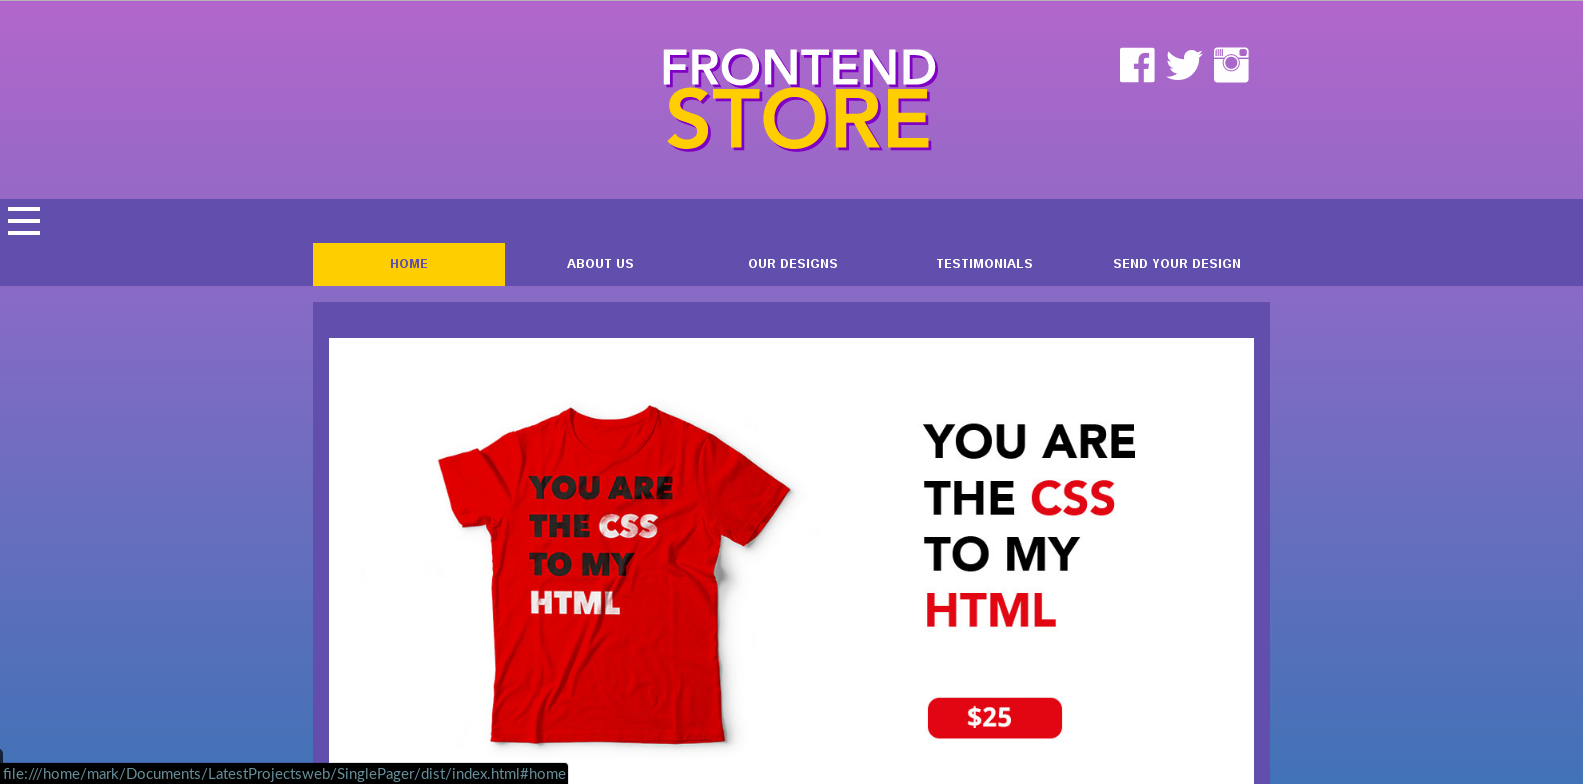 FRONTEND
STORE
HOME
ABOUT US
OUR DESIGNS
TESTIMONIALS
SEND YOUR DESIGN
YOU ARE
THE CSS
TO MY
HTML
YOU ARE
THE CSS
TO MY
HTML
$25
file:///home/mark/Documents/LatestProjectsweb/SinglePager/dist/index.html#home